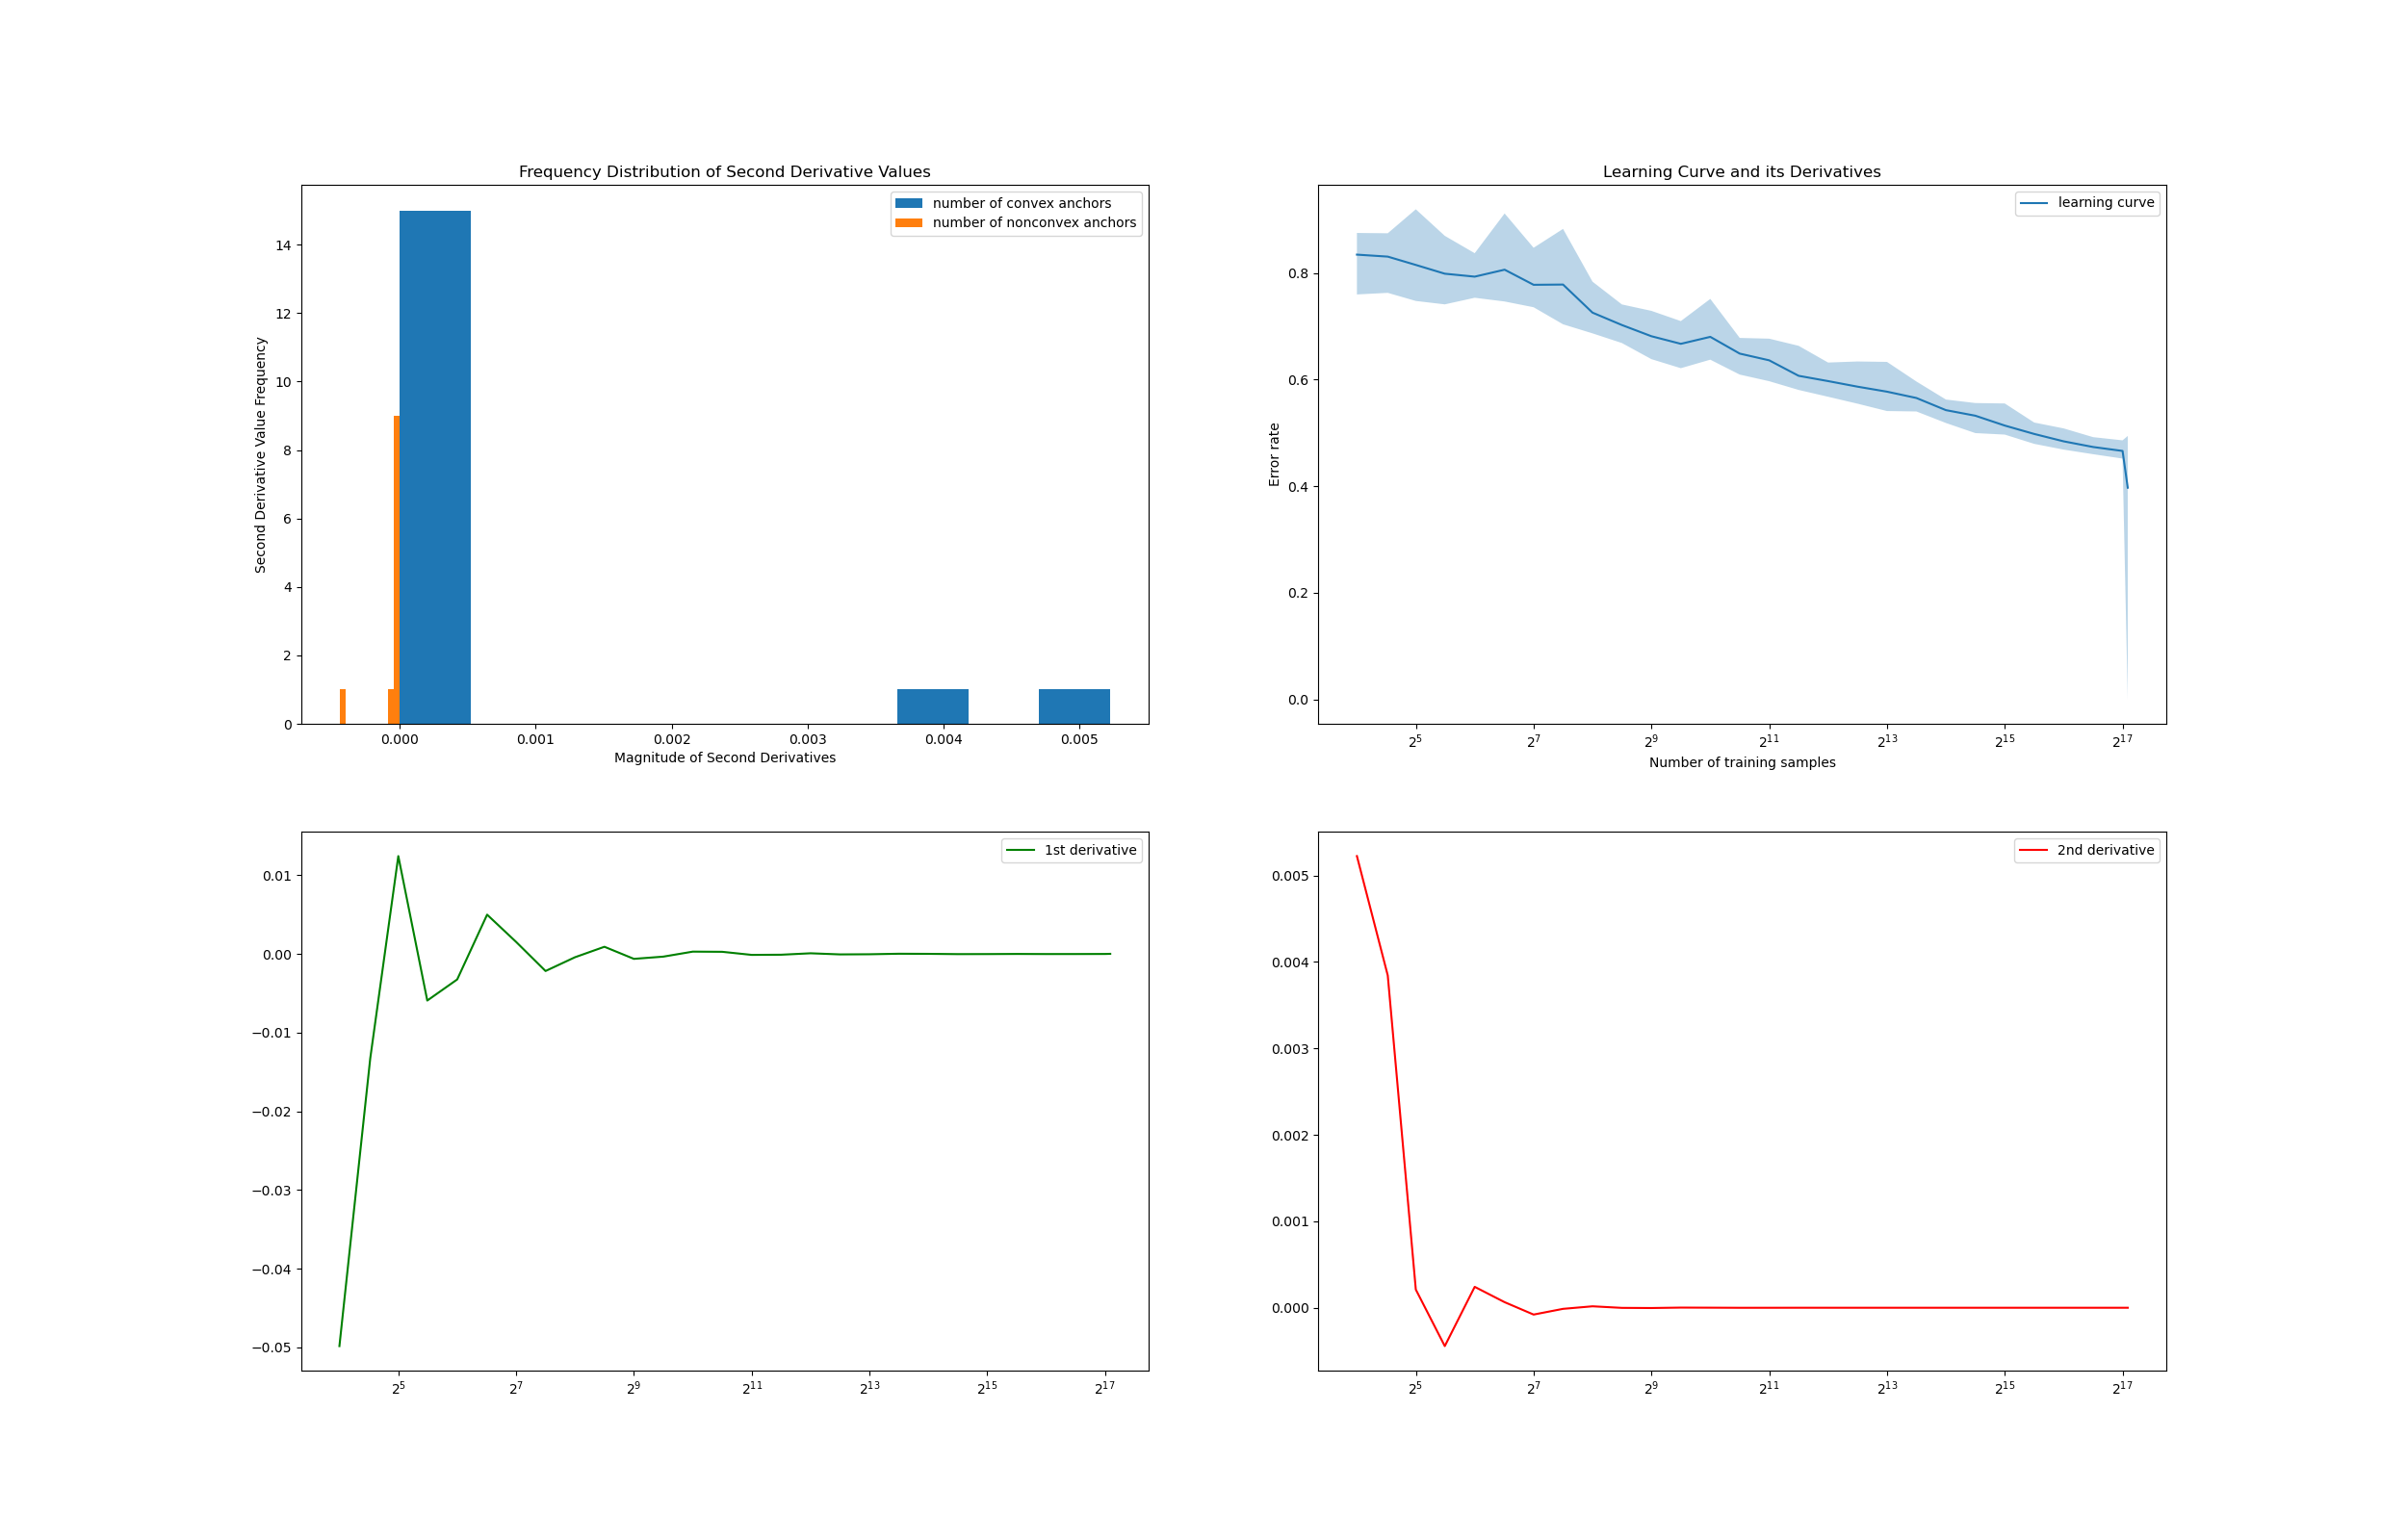 Frequency Distribution of Second Derivative Values
number of convex anchors
number of nonconvex anchors
Second Derivative Value Frequency
14
12
10
8
6
4
2
0
0.000 0.001 0.002 0.003 0.004 0.005
Magnitude of Second Derivatives
Learning Curve and its Derivatives
learning curve
Error rate
0.8
0.6
0.4
0.2
0.0
2^5 2^7 2^9 2^11 2^13 2^15 2^17
Number of training samples
1st derivative
0.01
0.00
−0.01
−0.02
−0.03
−0.04
−0.05
2^5 2^7 2^9 2^11 2^13 2^15 2^17
2nd derivative
0.005
0.004
0.003
0.002
0.001
0.000
2^5 2^7 2^9 2^11 2^13 2^15 2^17